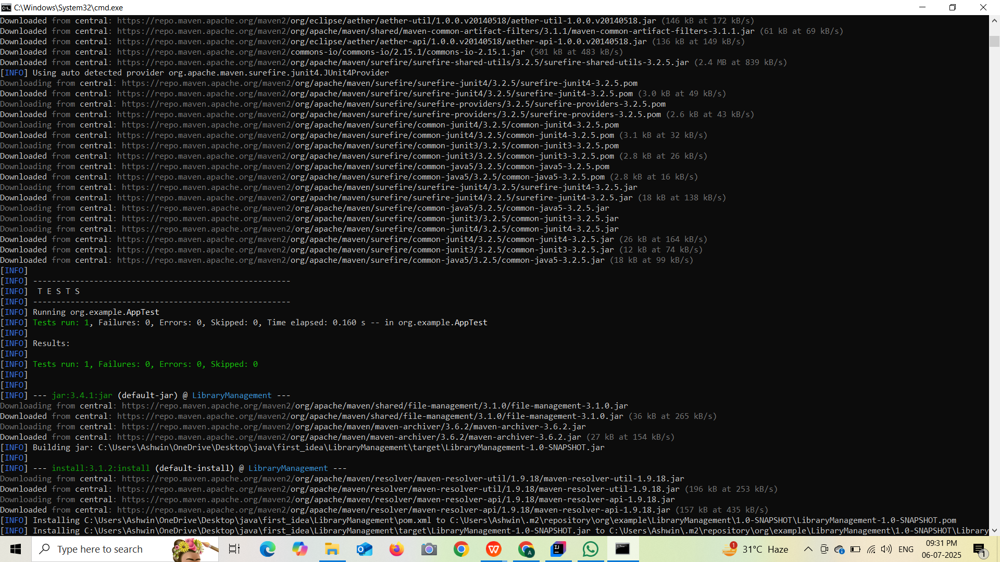 C:\Windows\System32\cmd.exe
Downloaded from central: https://repo.maven.apache.org/maven2/org/eclipse/aether/aether-util/1.0.0.v20140518/aether-util-1.0.0.v20140518.jar (146 kB at 172 kB/s)
Downloaded from central: https://repo.maven.apache.org/maven2/org/apache/maven/shared/maven-common-artifact-filters/3.1.1/maven-common-artifact-filters-3.1.1.jar (61 kB at 69 kB/s)
Downloaded from central: https://repo.maven.apache.org/maven2/org/eclipse/aether/aether-api/1.0.0.v20140518/aether-api-1.0.0.v20140518.jar (136 kB at 149 kB/s)
Downloaded from central: https://repo.maven.apache.org/maven2/commons-io/commons-io/2.15.1/commons-io-2.15.1.jar (501 kB at 483 kB/s)
Downloaded from central: https://repo.maven.apache.org/maven2/org/apache/maven/surefire/surefire-shared-utils/3.2.5/surefire-shared-utils-3.2.5.jar (2.4 MB at 839 kB/s)
[INFO] Using auto detected provider org.apache.maven.surefire.junit4.JUnit4Provider
Downloading from central: https://repo.maven.apache.org/maven2/org/apache/maven/surefire/surefire-junit4/3.2.5/surefire-junit4-3.2.5.pom
Downloaded from central: https://repo.maven.apache.org/maven2/org/apache/maven/surefire/surefire-junit4/3.2.5/surefire-junit4-3.2.5.pom (3.0 kB at 49 kB/s)
Downloading from central: https://repo.maven.apache.org/maven2/org/apache/maven/surefire/surefire-providers/3.2.5/surefire-providers-3.2.5.pom
Downloaded from central: https://repo.maven.apache.org/maven2/org/apache/maven/surefire/surefire-providers/3.2.5/surefire-providers-3.2.5.pom (2.6 kB at 43 kB/s)
Downloading from central: https://repo.maven.apache.org/maven2/org/apache/maven/surefire/common-junit4/3.2.5/common-junit4-3.2.5.pom
Downloaded from central: https://repo.maven.apache.org/maven2/org/apache/maven/surefire/common-junit4/3.2.5/common-junit4-3.2.5.pom (3.1 kB at 32 kB/s)
Downloading from central: https://repo.maven.apache.org/maven2/org/apache/maven/surefire/common-junit3/3.2.5/common-junit3-3.2.5.pom
Downloaded from central: https://repo.maven.apache.org/maven2/org/apache/maven/surefire/common-junit3/3.2.5/common-junit3-3.2.5.pom (2.8 kB at 26 kB/s)
Downloading from central: https://repo.maven.apache.org/maven2/org/apache/maven/surefire/common-java5/3.2.5/common-java5-3.2.5.pom
Downloaded from central: https://repo.maven.apache.org/maven2/org/apache/maven/surefire/common-java5/3.2.5/common-java5-3.2.5.pom (2.8 kB at 16 kB/s)
Downloading from central: https://repo.maven.apache.org/maven2/org/apache/maven/surefire/surefire-junit4/3.2.5/surefire-junit4-3.2.5.jar
Downloaded from central: https://repo.maven.apache.org/maven2/org/apache/maven/surefire/surefire-junit4/3.2.5/surefire-junit4-3.2.5.jar (18 kB at 138 kB/s)
Downloading from central: https://repo.maven.apache.org/maven2/org/apache/maven/surefire/common-java5/3.2.5/common-java5-3.2.5.jar
Downloading from central: https://repo.maven.apache.org/maven2/org/apache/maven/surefire/common-junit3/3.2.5/common-junit3-3.2.5.jar
Downloading from central: https://repo.maven.apache.org/maven2/org/apache/maven/surefire/common-junit4/3.2.5/common-junit4-3.2.5.jar
Downloaded from central: https://repo.maven.apache.org/maven2/org/apache/maven/surefire/common-junit4/3.2.5/common-junit4-3.2.5.jar (26 kB at 164 kB/s)
Downloaded from central: https://repo.maven.apache.org/maven2/org/apache/maven/surefire/common-junit3/3.2.5/common-junit3-3.2.5.jar (12 kB at 74 kB/s)
Downloaded from central: https://repo.maven.apache.org/maven2/org/apache/maven/surefire/common-java5/3.2.5/common-java5-3.2.5.jar (18 kB at 99 kB/s)
[INFO]
[INFO] -------------------------------------------------------
[INFO]  T E S T S
[INFO] -------------------------------------------------------
[INFO] Running org.example.AppTest
[INFO] Tests run: 1, Failures: 0, Errors: 0, Skipped: 0, Time elapsed: 0.160 s -- in org.example.AppTest
[INFO]
[INFO] Results:
[INFO]
[INFO] Tests run: 1, Failures: 0, Errors: 0, Skipped: 0
[INFO]
[INFO]
[INFO] --- jar:3.4.1:jar (default-jar) @ LibraryManagement ---
Downloading from central: https://repo.maven.apache.org/maven2/org/apache/maven/shared/file-management/3.1.0/file-management-3.1.0.jar
Downloaded from central: https://repo.maven.apache.org/maven2/org/apache/maven/shared/file-management/3.1.0/file-management-3.1.0.jar (36 kB at 265 kB/s)
Downloading from central: https://repo.maven.apache.org/maven2/org/apache/maven/maven-archiver/3.6.2/maven-archiver-3.6.2.jar
Downloaded from central: https://repo.maven.apache.org/maven2/org/apache/maven/maven-archiver/3.6.2/maven-archiver-3.6.2.jar (27 kB at 154 kB/s)
[INFO] Building jar: C:\Users\Ashwin\OneDrive\Desktop\java\first_idea\LibraryManagement\target\LibraryManagement-1.0-SNAPSHOT.jar
[INFO]
[INFO] --- install:3.1.2:install (default-install) @ LibraryManagement ---
Downloading from central: https://repo.maven.apache.org/maven2/org/apache/maven/resolver/maven-resolver-util/1.9.18/maven-resolver-util-1.9.18.jar
Downloaded from central: https://repo.maven.apache.org/maven2/org/apache/maven/resolver/maven-resolver-util/1.9.18/maven-resolver-util-1.9.18.jar (196 kB at 253 kB/s)
Downloading from central: https://repo.maven.apache.org/maven2/org/apache/maven/resolver/maven-resolver-api/1.9.18/maven-resolver-api-1.9.18.jar
Downloaded from central: https://repo.maven.apache.org/maven2/org/apache/maven/resolver/maven-resolver-api/1.9.18/maven-resolver-api-1.9.18.jar (157 kB at 435 kB/s)
[INFO] Installing C:\Users\Ashwin\OneDrive\Desktop\java\first_idea\LibraryManagement\pom.xml to C:\Users\Ashwin\.m2\repository\org\example\LibraryManagement\1.0-SNAPSHOT\LibraryManagement-1.0-SNAPSHOT.pom
[INFO] Installing C:\Users\Ashwin\OneDrive\Desktop\java\first_idea\LibraryManagement\target\LibraryManagement-1.0-SNAPSHOT.jar to C:\Users\Ashwin\.m2\repository\org\example\LibraryManagement\1.0-SNAPSHOT\Library
Type here to search
1
31°C Haze
ENG
09:31 PM
06-07-2025
1